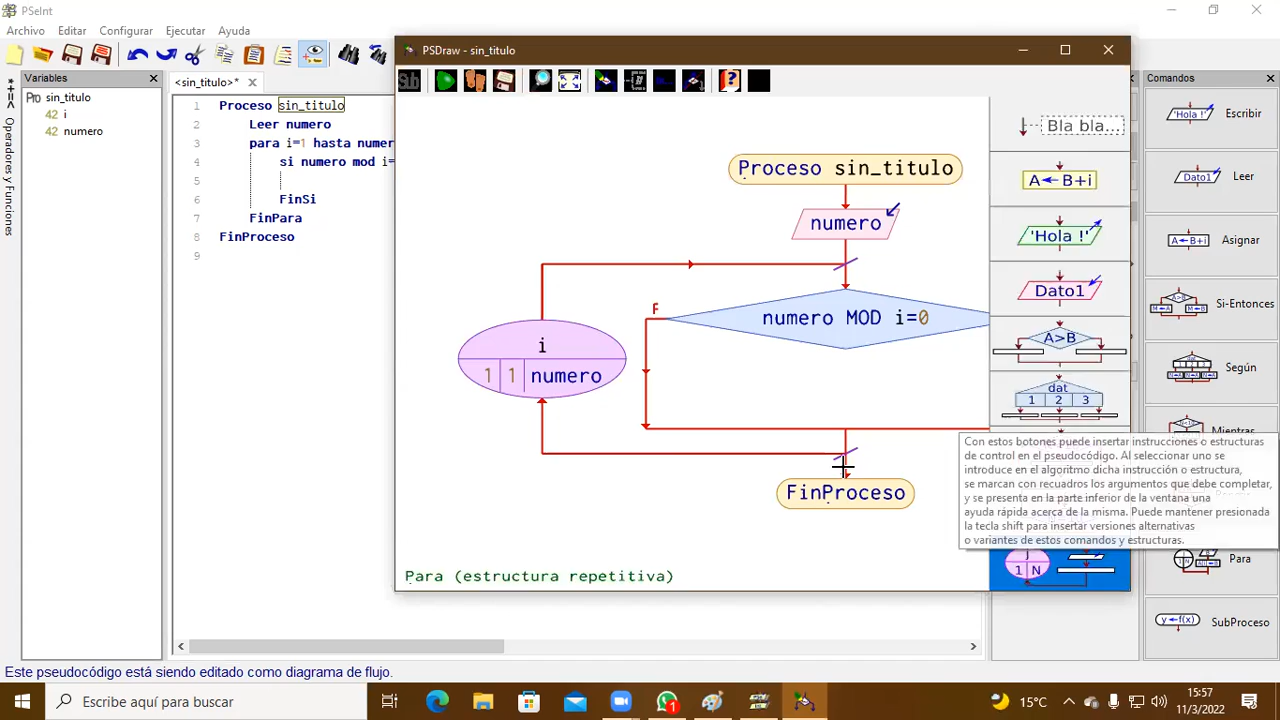 PSeInt
Archivo Editar Configurar Ejecutar Ayuda
Variables
sin_titulo
42 i
42 numero
*+=< Operadores y Funciones
<sin_titulo>*
1 Proceso sin_titulo
2 Leer numero
3 para i=1 hasta numer
4 si numero mod i=
5
6 FinSi
7 FinPara
8 FinProceso
9
PSDraw - sin_titulo
Sub
Proceso sin_titulo
numero
F
numero MOD i=0
i
1 1 numero
FinProceso
Para (estructura repetitiva)
Bla bla...
A←B+i
'Hola !'
Dato1
A>B
dat
1 2 3
Con estos botones puede insertar instrucciones o estructuras
de control en el pseudocódigo. Al seleccionar uno se
introduce en el algoritmo dicha instrucción o estructura,
se marcan con recuadros los argumentos que debe completar,
y se presenta en la parte inferior de la ventana una
ayuda rápida acerca de la misma. Puede mantener presionada
la tecla shift para insertar versiones alternativas
o variantes de estos comandos y estructuras.
1 N
Comandos
'Hola !' Escribir
Dato1 Leer
A←B+i Asignar
Si-Entonces
Según
Mientras
Para
y←f(x) SubProceso
Este pseudocódigo está siendo editado como diagrama de flujo.
Escribe aquí para buscar
1
15°C
15:57
11/3/2022